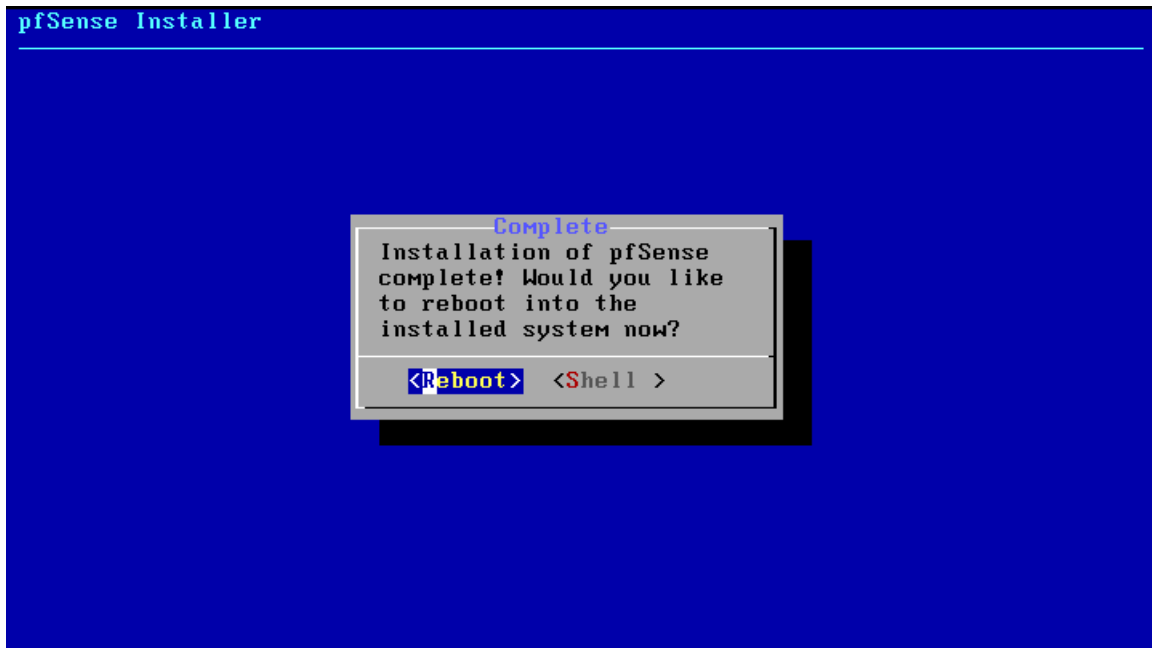 pfSense Installer
Complete
Installation of pfSense
complete! Would you like
to reboot into the
installed system now?
<Reboot> <Shell >